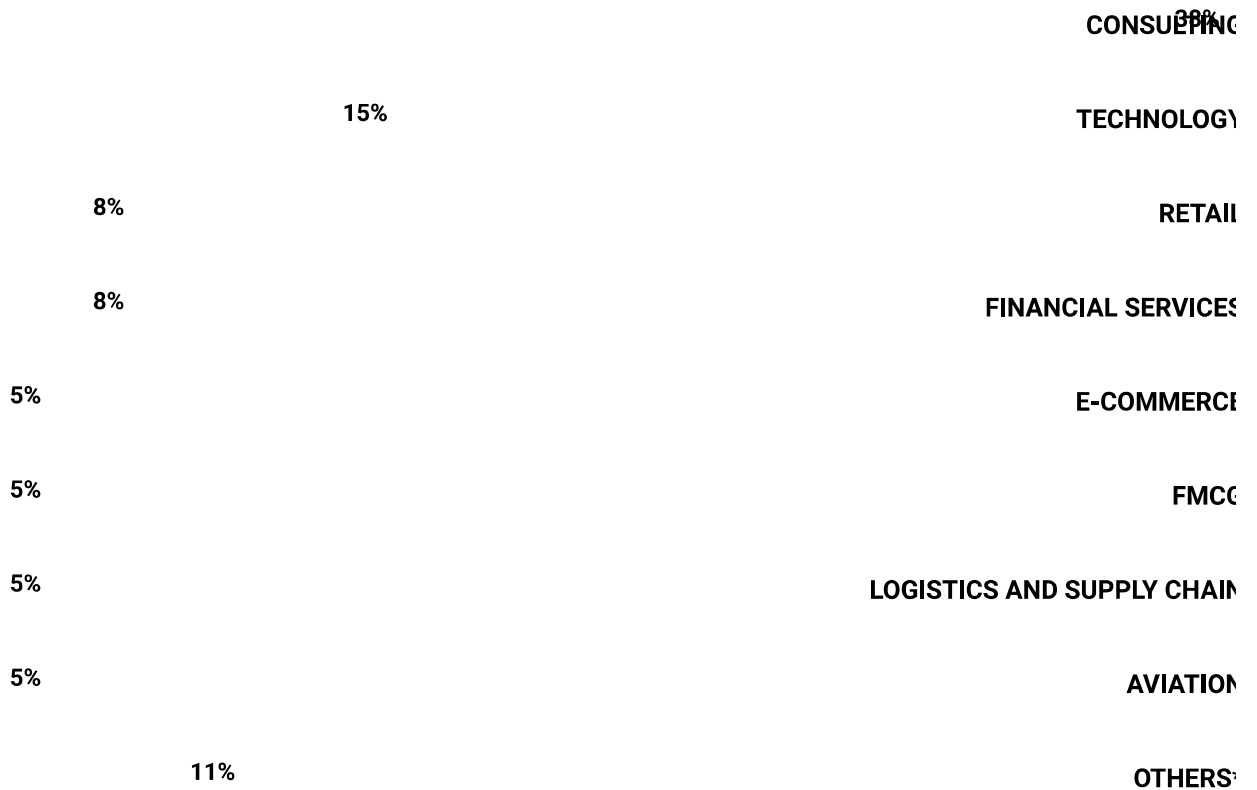 38%
CONSULTING
15% TECHNOLOGY
8% RETAIL
8% FINANCIAL SERVICES
5% E-COMMERCE
5% FMCG
5% LOGISTICS AND SUPPLY CHAIN
5% AVIATION
11% OTHERS*